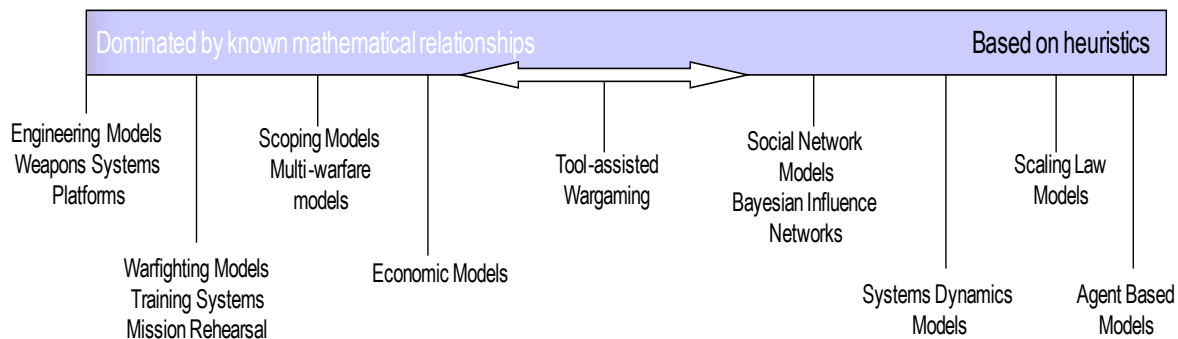 Dominated by known mathematical relationships
Based on heuristics
Engineering Models
Weapons Systems
Platforms
Warfighting Models
Training Systems
Mission Rehearsal
Scoping Models
Multi-warfare
models
Economic Models
Tool-assisted
Wargaming
Social Network
Models
Bayesian Influence
Networks
Systems Dynamics
Models
Scaling Law
Models
Agent Based
Models